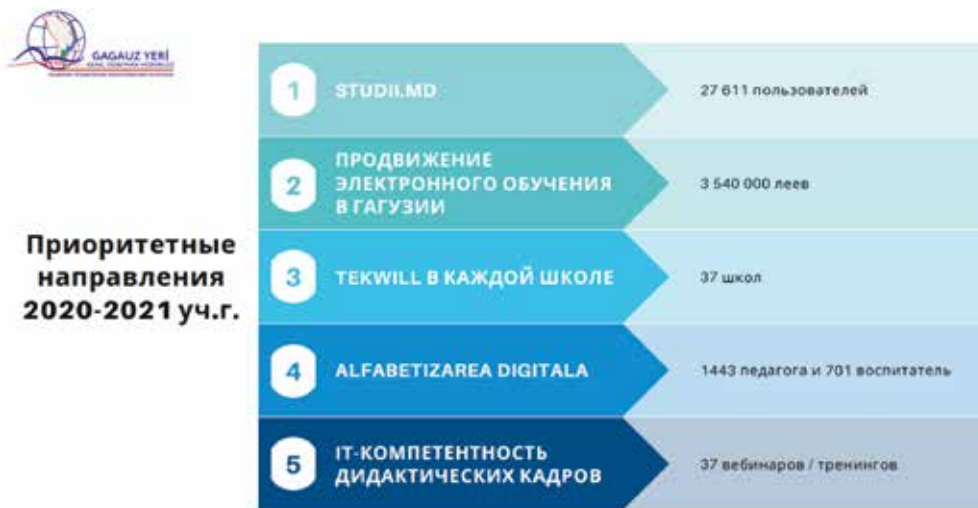 GAGAUZ YERİ
Приоритетные
направления
2020-2021 уч.г.
1
STUDII.MD
27 611 пользователей
2
ПРОДВИЖЕНИЕ
ЭЛЕКТРОННОГО ОБУЧЕНИЯ
В ГАГУЗИИ
3 540 000 леев
3
TEKWILL В КАЖДОЙ ШКОЛЕ
37 школ
4
ALFABETIZAREA DIGITALA
1443 педагога и 701 воспитатель
5
IT-КОМПЕТЕНТНОСТЬ
ДИДАКТИЧЕСКИХ КАДРОВ
37 вебинаров / тренингов